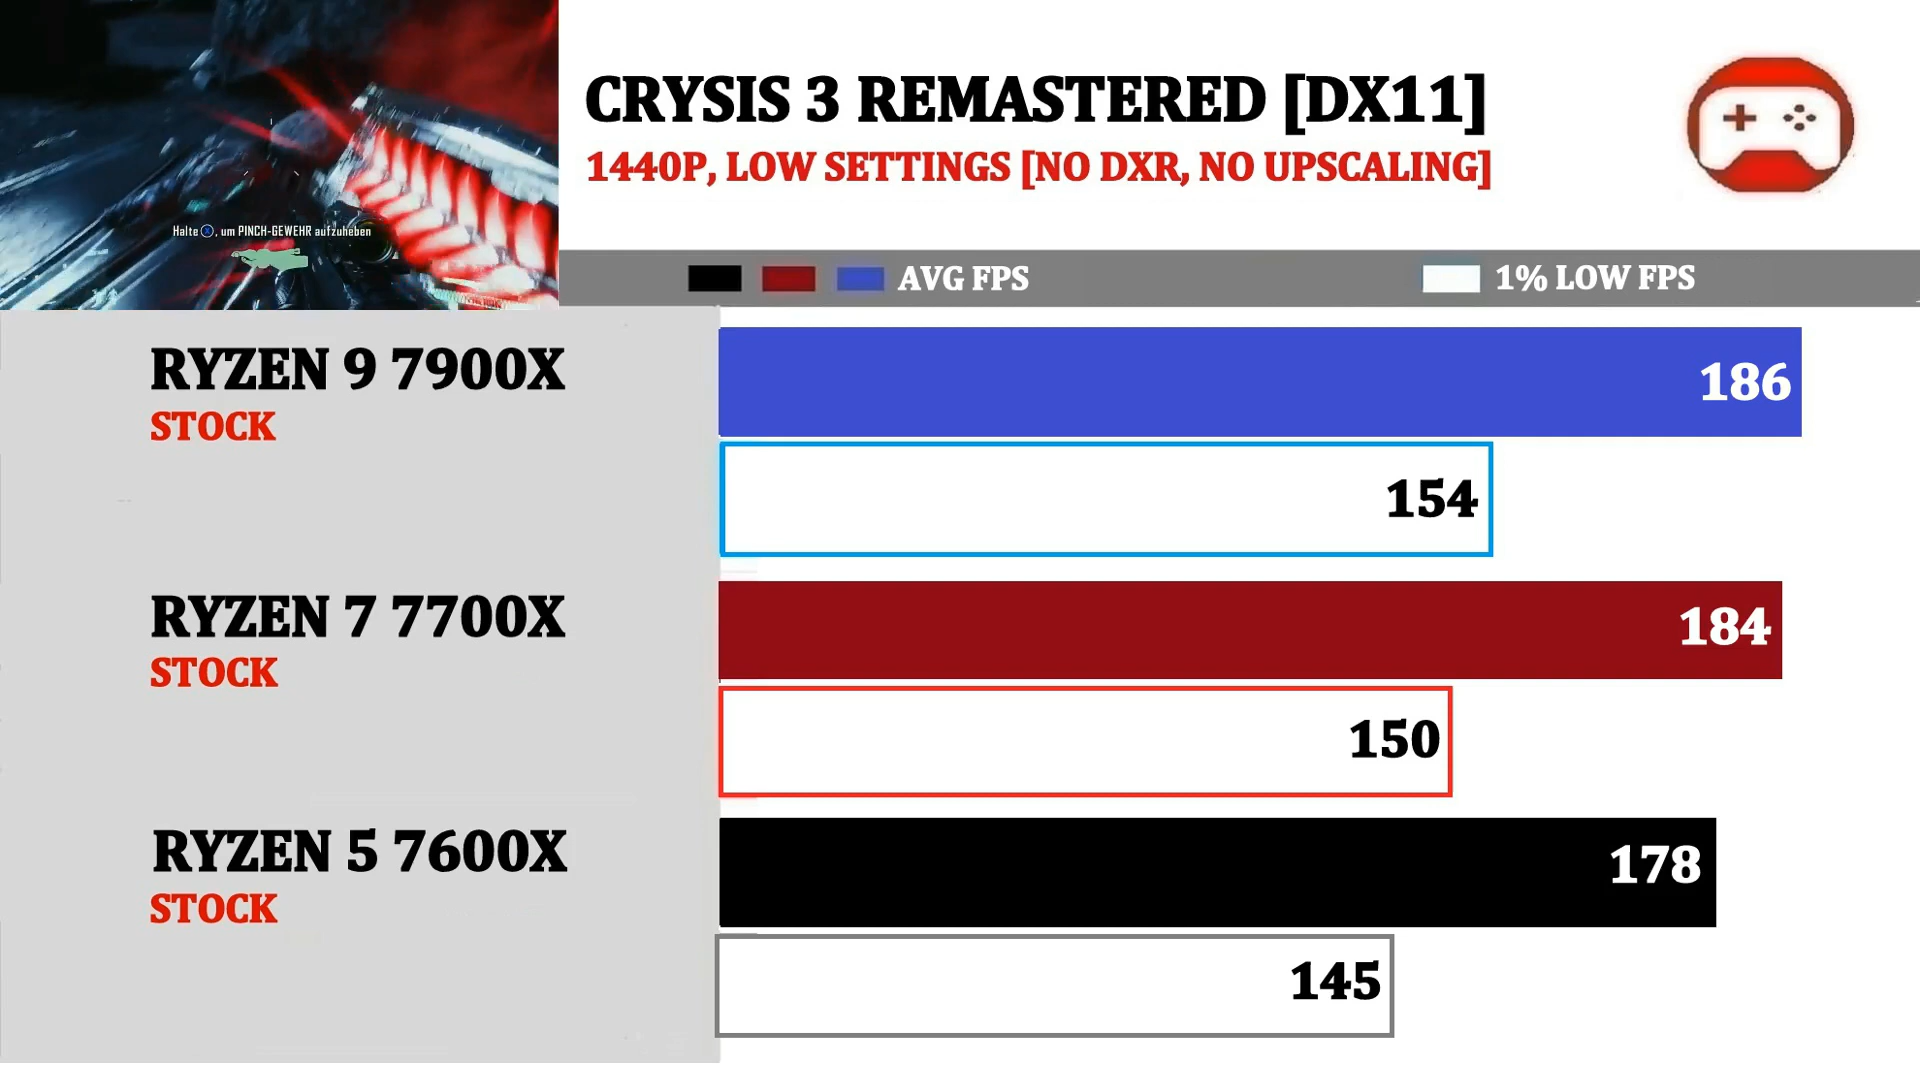 CRYSIS 3 REMASTERED [DX11]
1440P, LOW SETTINGS [NO DXR, NO UPSCALING]
Halte X, um PINCH-GEWEHR aufzuheben
AVG FPS
1% LOW FPS
RYZEN 9 7900X
STOCK
186
154
RYZEN 7 7700X
STOCK
184
150
RYZEN 5 7600X
STOCK
178
145